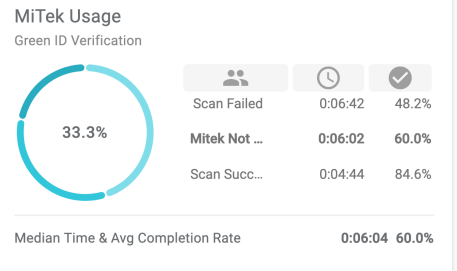 MiTek Usage
Green ID Verification
33.3%
Scan Failed 0:06:42 48.2%
Mitek Not ... 0:06:02 60.0%
Scan Succ... 0:04:44 84.6%
Median Time & Avg Completion Rate 0:06:04 60.0%